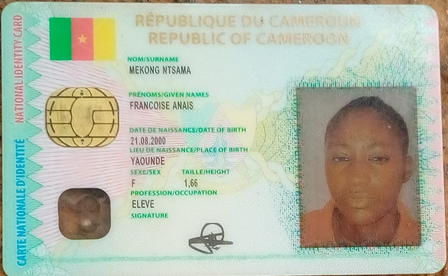 RÉPUBLIQUE DU CAMEROUN
REPUBLIC OF CAMEROON
NATIONAL IDENTITY CARD
CARTE NATIONALE D'IDENTITÉ
NOM/SURNAME
MEKONG NTSAMA
PRÉNOMS/GIVEN NAMES
FRANCOISE ANAIS
DATE DE NAISSANCE/DATE OF BIRTH
21.08.2000
LIEU DE NAISSANCE/PLACE OF BIRTH
YAOUNDE
SEXE/SEX TAILLE/HEIGHT
F 1,66
PROFESSION/OCCUPATION
ELEVE
SIGNATURE